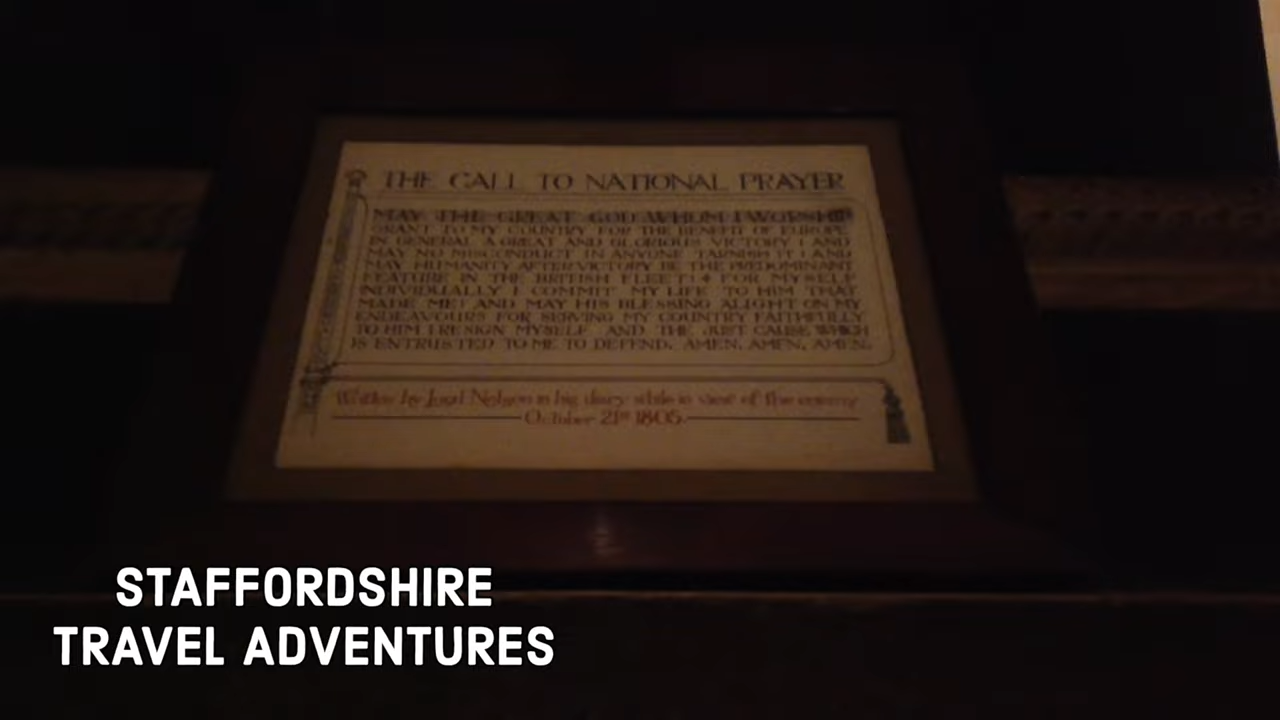 THE CALL TO NATIONAL PRAYER
MAY THE GREAT GOD WHOM I WORSHIP
GRANT TO MY COUNTRY FOR THE BENEFIT OF EUROPE
IN GENERAL A GREAT AND GLORIOUS VICTORY: AND
MAY NO MISCONDUCT IN ANYONE TARNISH IT: AND
MAY HUMANITY AFTER VICTORY BE THE PREDOMINANT
FEATURE IN THE BRITISH FLEET: FOR MYSELF
INDIVIDUALLY I COMMIT MY LIFE TO HIM THAT
MADE ME: AND MAY HIS BLESSING ALIGHT ON MY
ENDEAVOURS FOR SERVING MY COUNTRY FAITHFULLY
TO HIM I RESIGN MYSELF AND THE JUST CAUSE WHICH
IS ENTRUSTED TO ME TO DEFEND. AMEN. AMEN. AMEN.
Written by Lord Nelson in his diary while in view of the enemy
October 21st 1805.
STAFFORDSHIRE
TRAVEL ADVENTURES